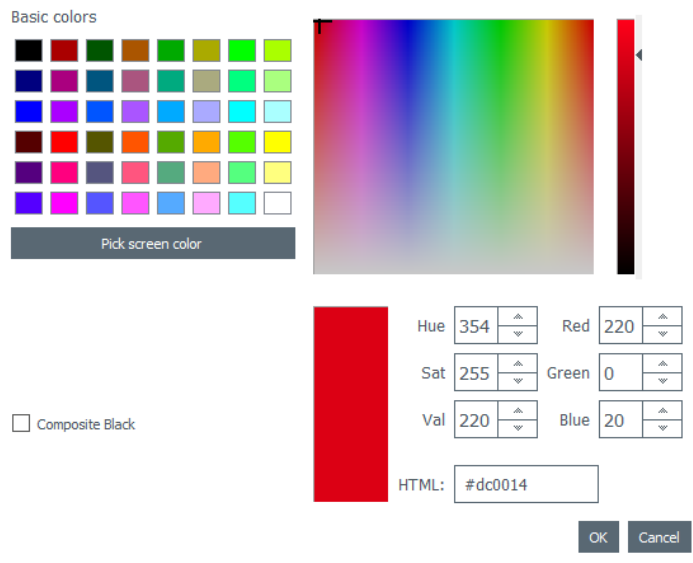 Basic colors
Pick screen color
Composite Black
Hue 354 Red 220
Sat 255 Green 0
Val 220 Blue 20
HTML: #dc0014
OK Cancel